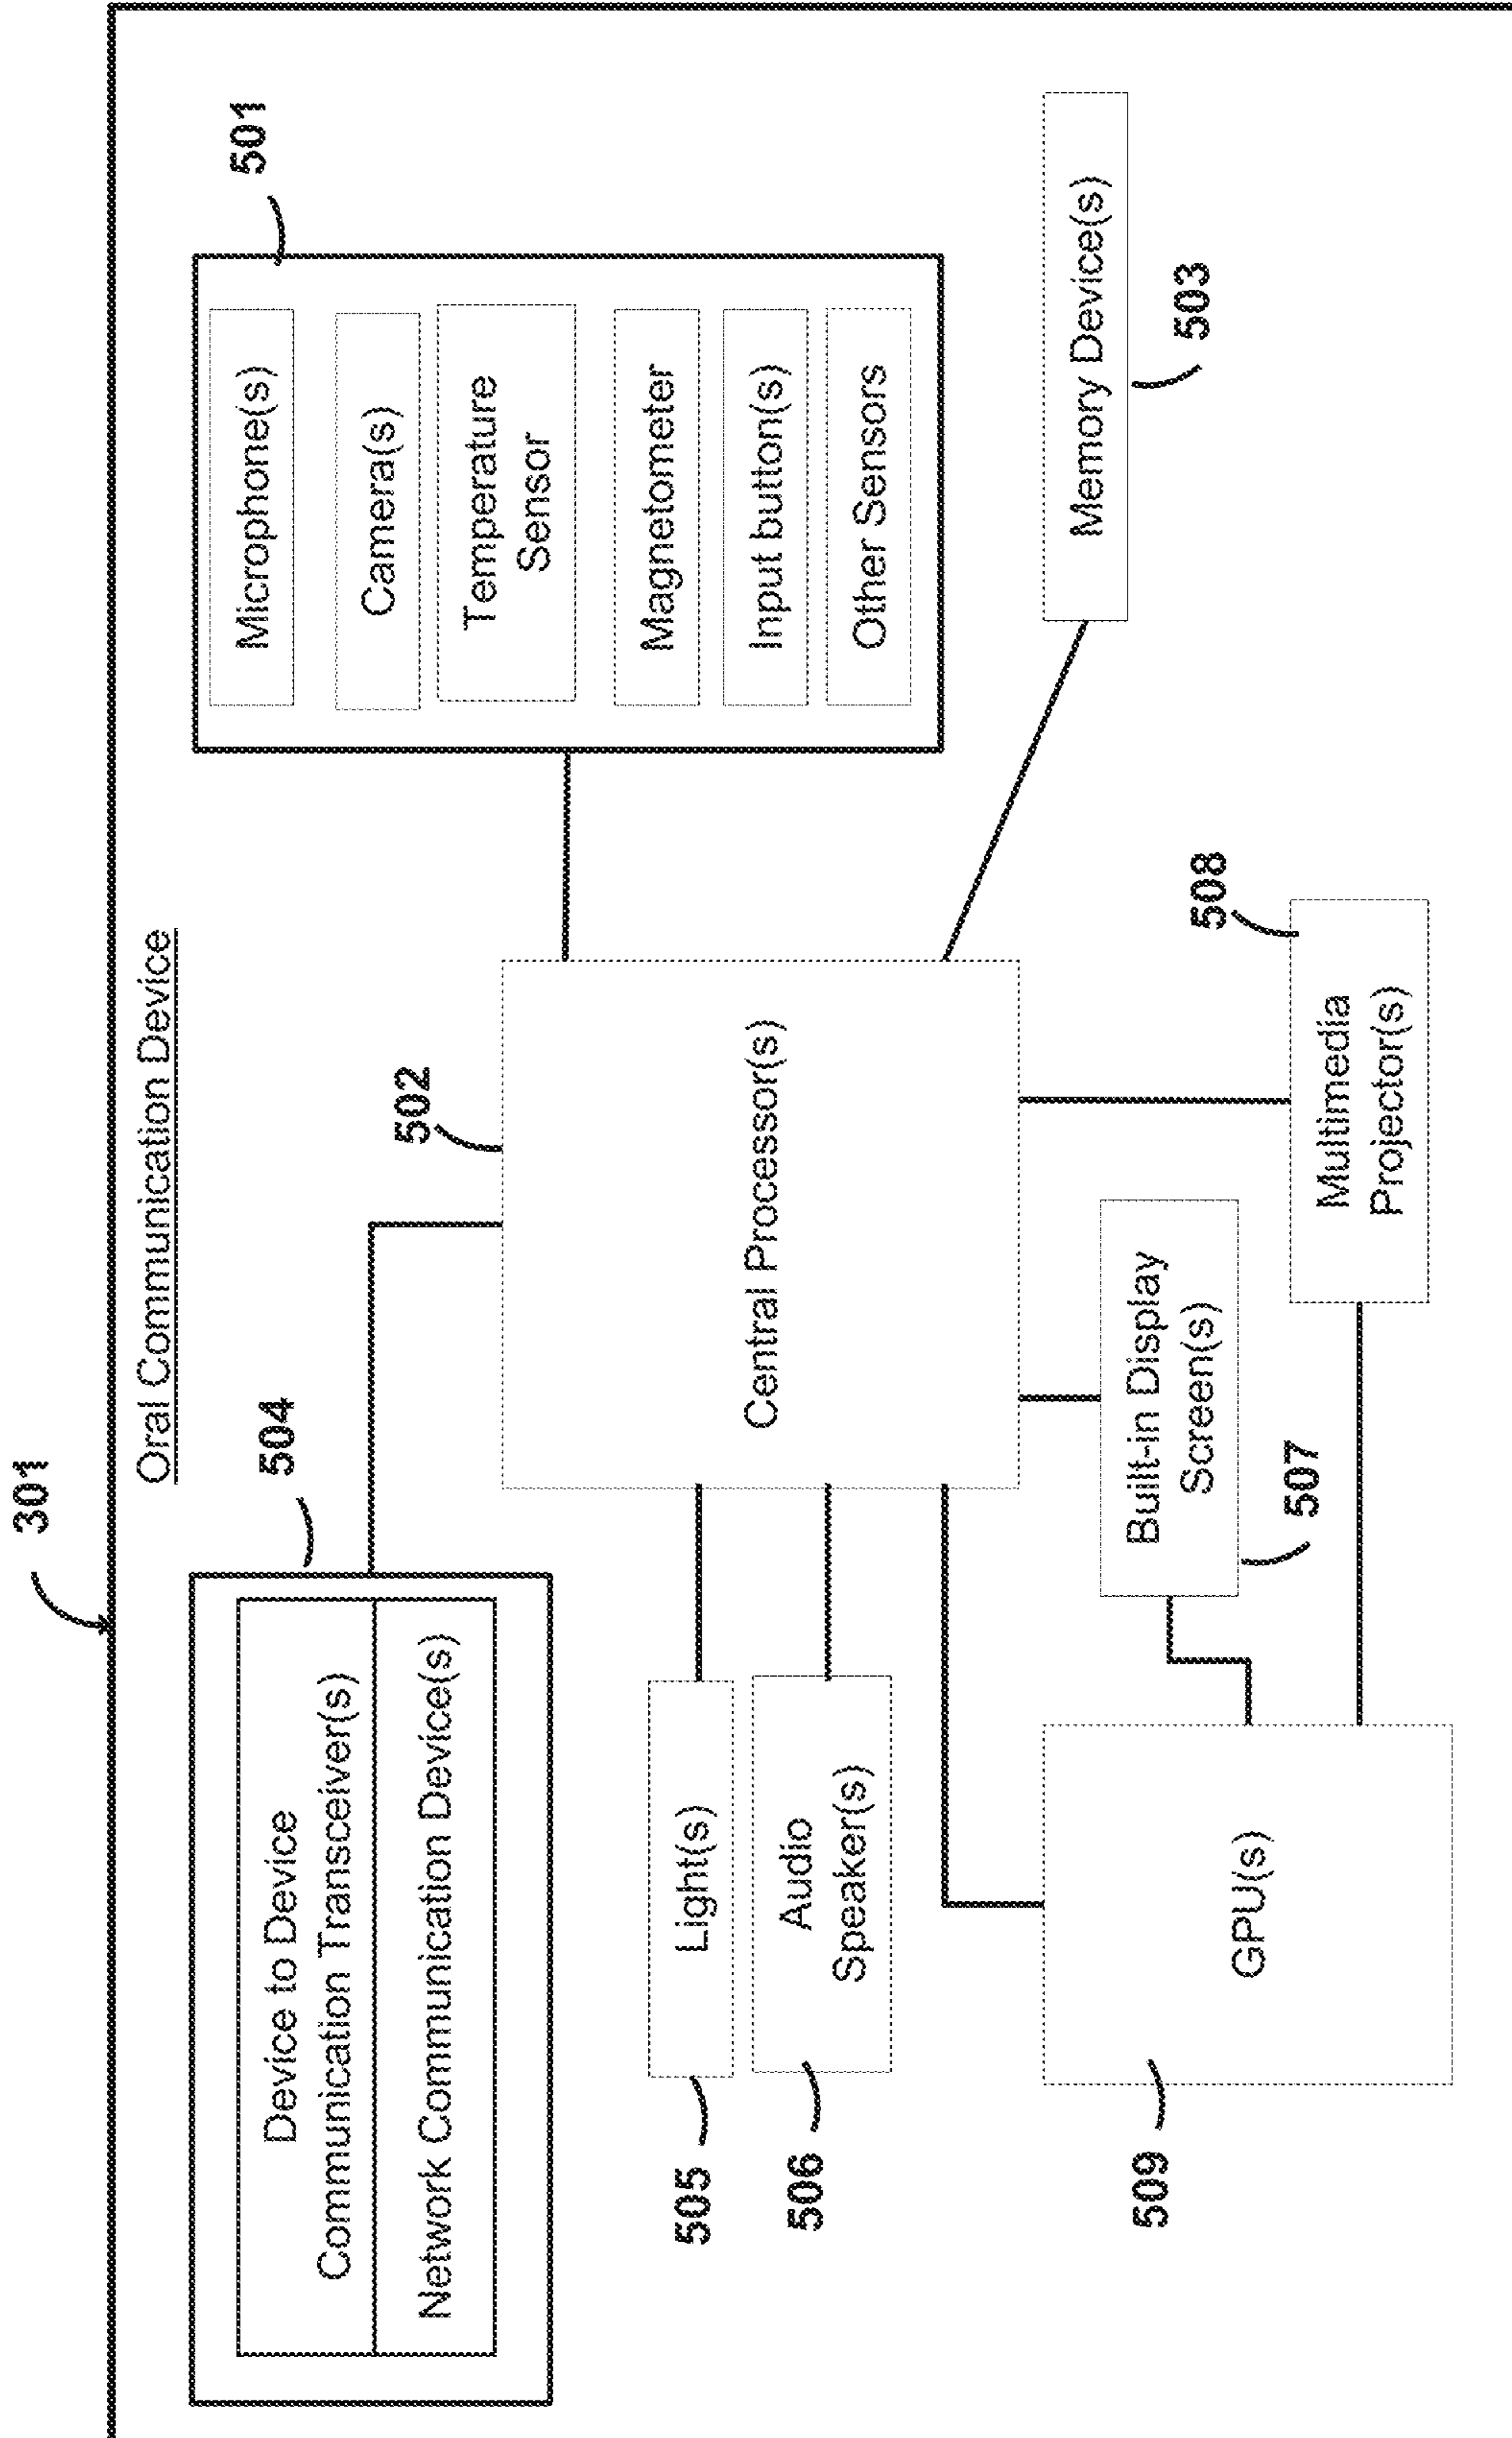 301
Oral Communication Device
504
Device to Device
Communication Transceiver(s)
Network Communication Device(s)
501
Microphone(s)
Camera(s)
Temperature
Sensor
Magnetometer
Input button(s)
Other Sensors
502
Central Processor(s)
505
Light(s)
506
Audio
Speaker(s)
503
Memory Device(s)
509
GPU(s)
Built-in Display
Screen(s)
507
508
Multimedia
Projector(s)